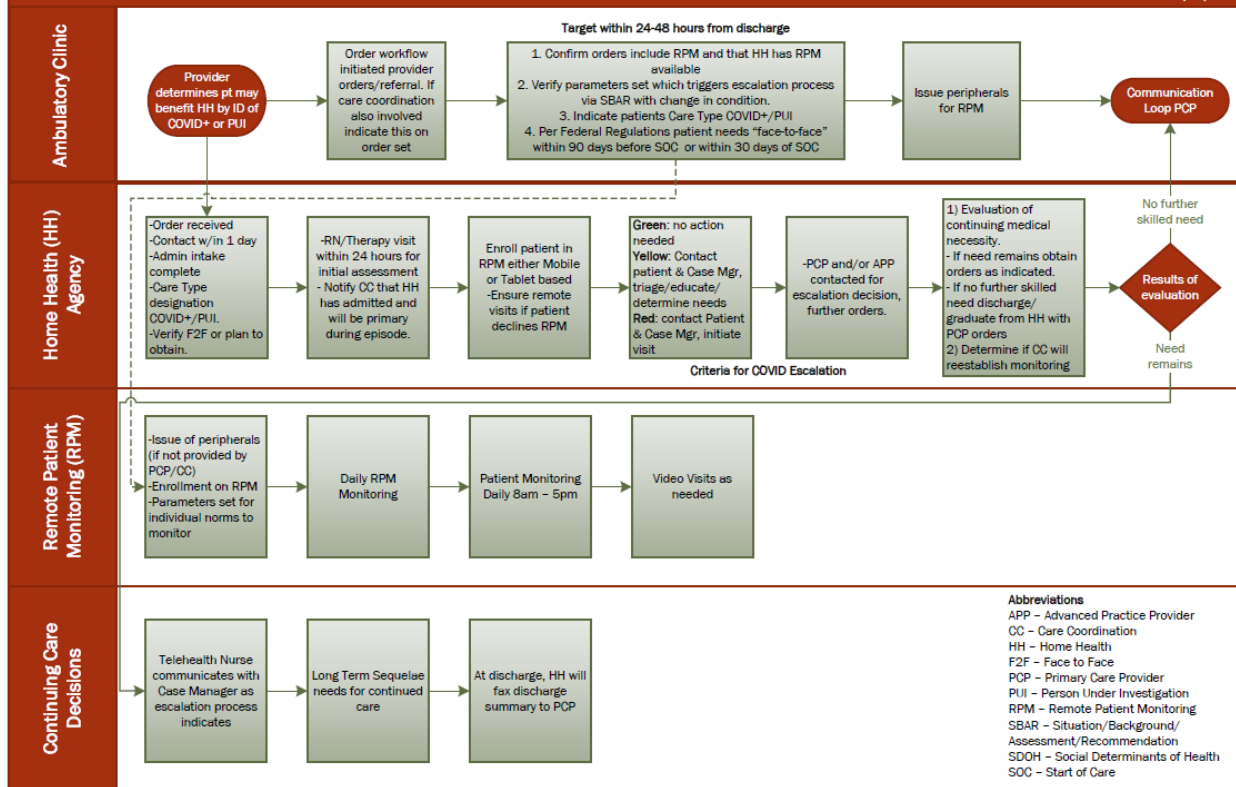 Ambulatory Clinic
Target within 24-48 hours from discharge
Provider
determines pt may
benefit HH by ID of
COVID+ or PUI
Order workflow
initiated provider
orders/referral. If
care coordination
also involved
indicate this on
order set
1. Confirm orders include RPM and that HH has RPM
available
2. Verify parameters set which triggers escalation process
via SBAR with change in condition.
3. Indicate patients Care Type COVID+/PUI
4. Per Federal Regulations patient needs “face-to-face”
within 90 days before SOC or within 30 days of SOC
Issue peripherals
for RPM
Communication
Loop PCP
Home Health (HH)
Agency
-Order received
-Contact w/in 1 day
-Admin intake
complete
-Care Type
designation
COVID+/PUI.
-Verify F2F or plan to
obtain.
-RN/Therapy visit
within 24 hours for
initial assessment
- Notify CC that HH
has admitted and
will be primary
during episode.
Enroll patient in
RPM either Mobile
or Tablet based
-Ensure remote
visits if patient
declines RPM
Green: no action
needed
Yellow: Contact
patient & Case Mgr,
triage/educate/
determine needs
Red: contact Patient
& Case Mgr, initiate
visit
Criteria for COVID Escalation
-PCP and/or APP
contacted for
escalation decision,
further orders.
1) Evaluation of
continuing medical
necessity.
- If need remains obtain
orders as indicated.
- If no further skilled
need discharge/
graduate from HH with
PCP orders
2) Determine if CC will
reestablish monitoring
No further
skilled need
Results of
evaluation
Need
remains
Remote Patient
Monitoring (RPM)
-Issue of peripherals
(if not provided by
PCP/CC)
-Enrollment on RPM
-Parameters set for
individual norms to
monitor
Daily RPM
Monitoring
Patient Monitoring
Daily 8am – 5pm
Video Visits as
needed
Continuing Care
Decisions
Telehealth Nurse
communicates with
Case Manager as
escalation process
indicates
Long Term Sequelae
needs for continued
care
At discharge, HH will
fax discharge
summary to PCP
Abbreviations
APP – Advanced Practice Provider
CC – Care Coordination
HH – Home Health
F2F – Face to Face
PCP – Primary Care Provider
PUI – Person Under Investigation
RPM – Remote Patient Monitoring
SBAR – Situation/Background/
Assessment/Recommendation
SDOH – Social Determinants of Health
SOC – Start of Care